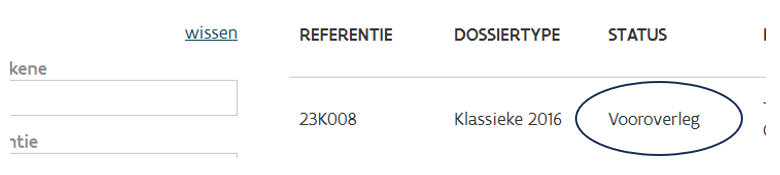 wissen
kene
ntie
REFERENTIE DOSSIERTYPE STATUS
23K008 Klassieke 2016 Vooroverleg